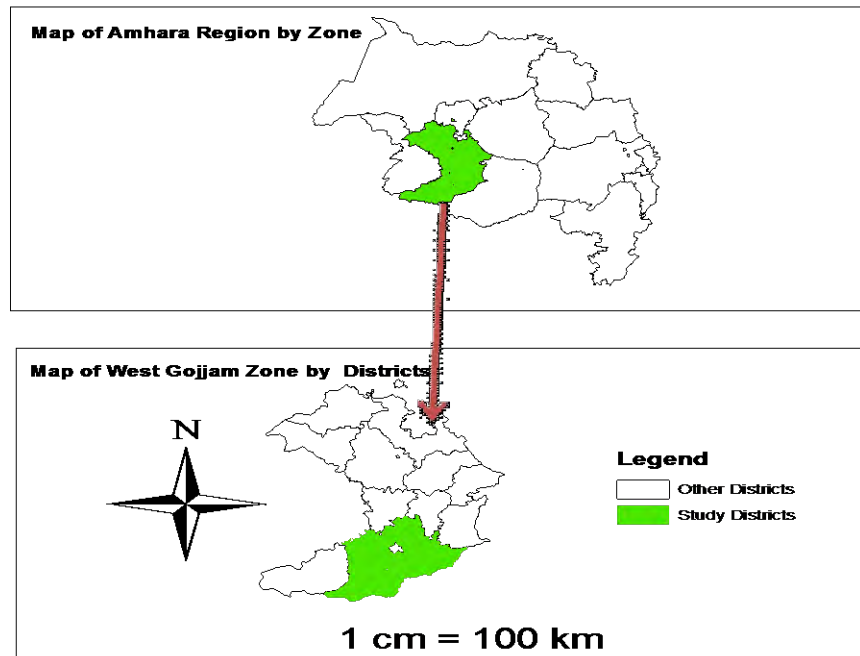 Map of Amhara Region by Zone
Map of West Gojjam Zone by Districts
N
Legend
Other Districts
Study Districts
1 cm = 100 km